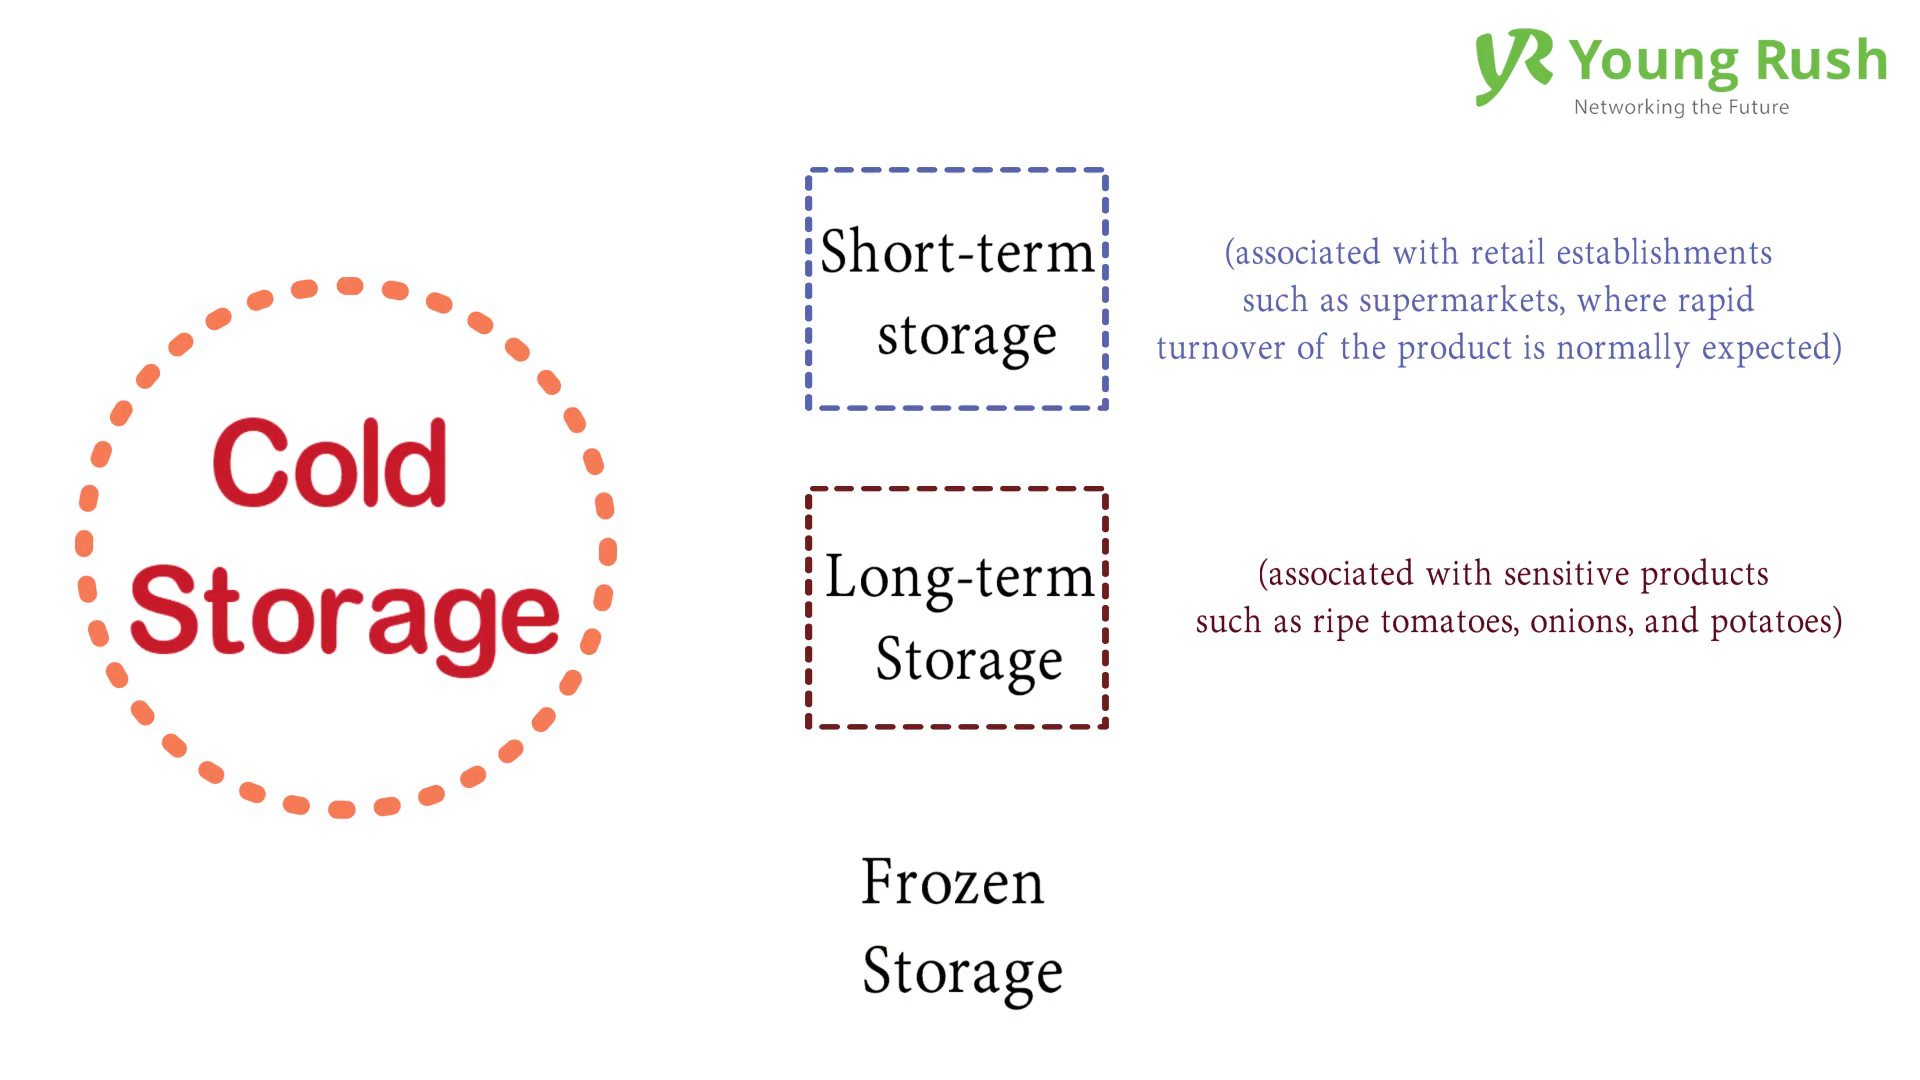 Young Rush
Networking the Future
Cold
Storage
Short-term
storage
(associated with retail establishments
such as supermarkets, where rapid
turnover of the product is normally expected)
Long-term
Storage
(associated with sensitive products
such as ripe tomatoes, onions, and potatoes)
Frozen
Storage